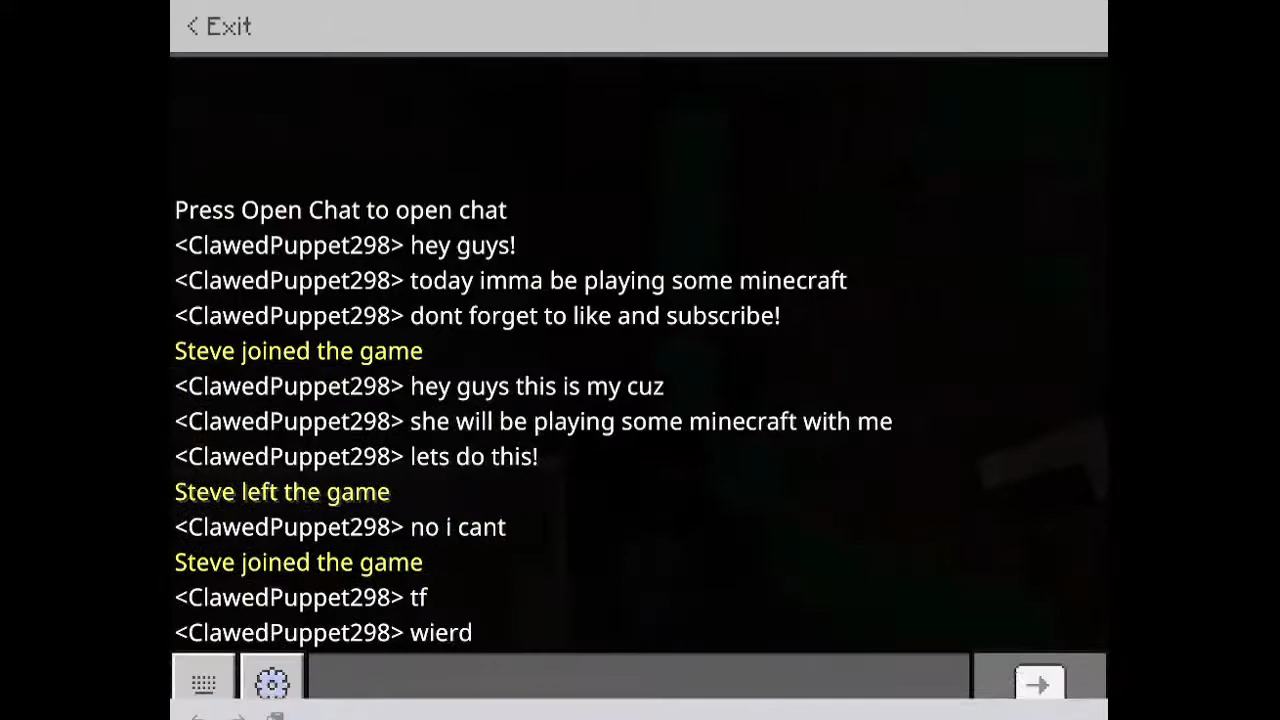 < Exit
Press Open Chat to open chat
<ClawedPuppet298> hey guys!
<ClawedPuppet298> today imma be playing some minecraft
<ClawedPuppet298> dont forget to like and subscribe!
Steve joined the game
<ClawedPuppet298> hey guys this is my cuz
<ClawedPuppet298> she will be playing some minecraft with me
<ClawedPuppet298> lets do this!
Steve left the game
<ClawedPuppet298> no i cant
Steve joined the game
<ClawedPuppet298> tf
<ClawedPuppet298> wierd